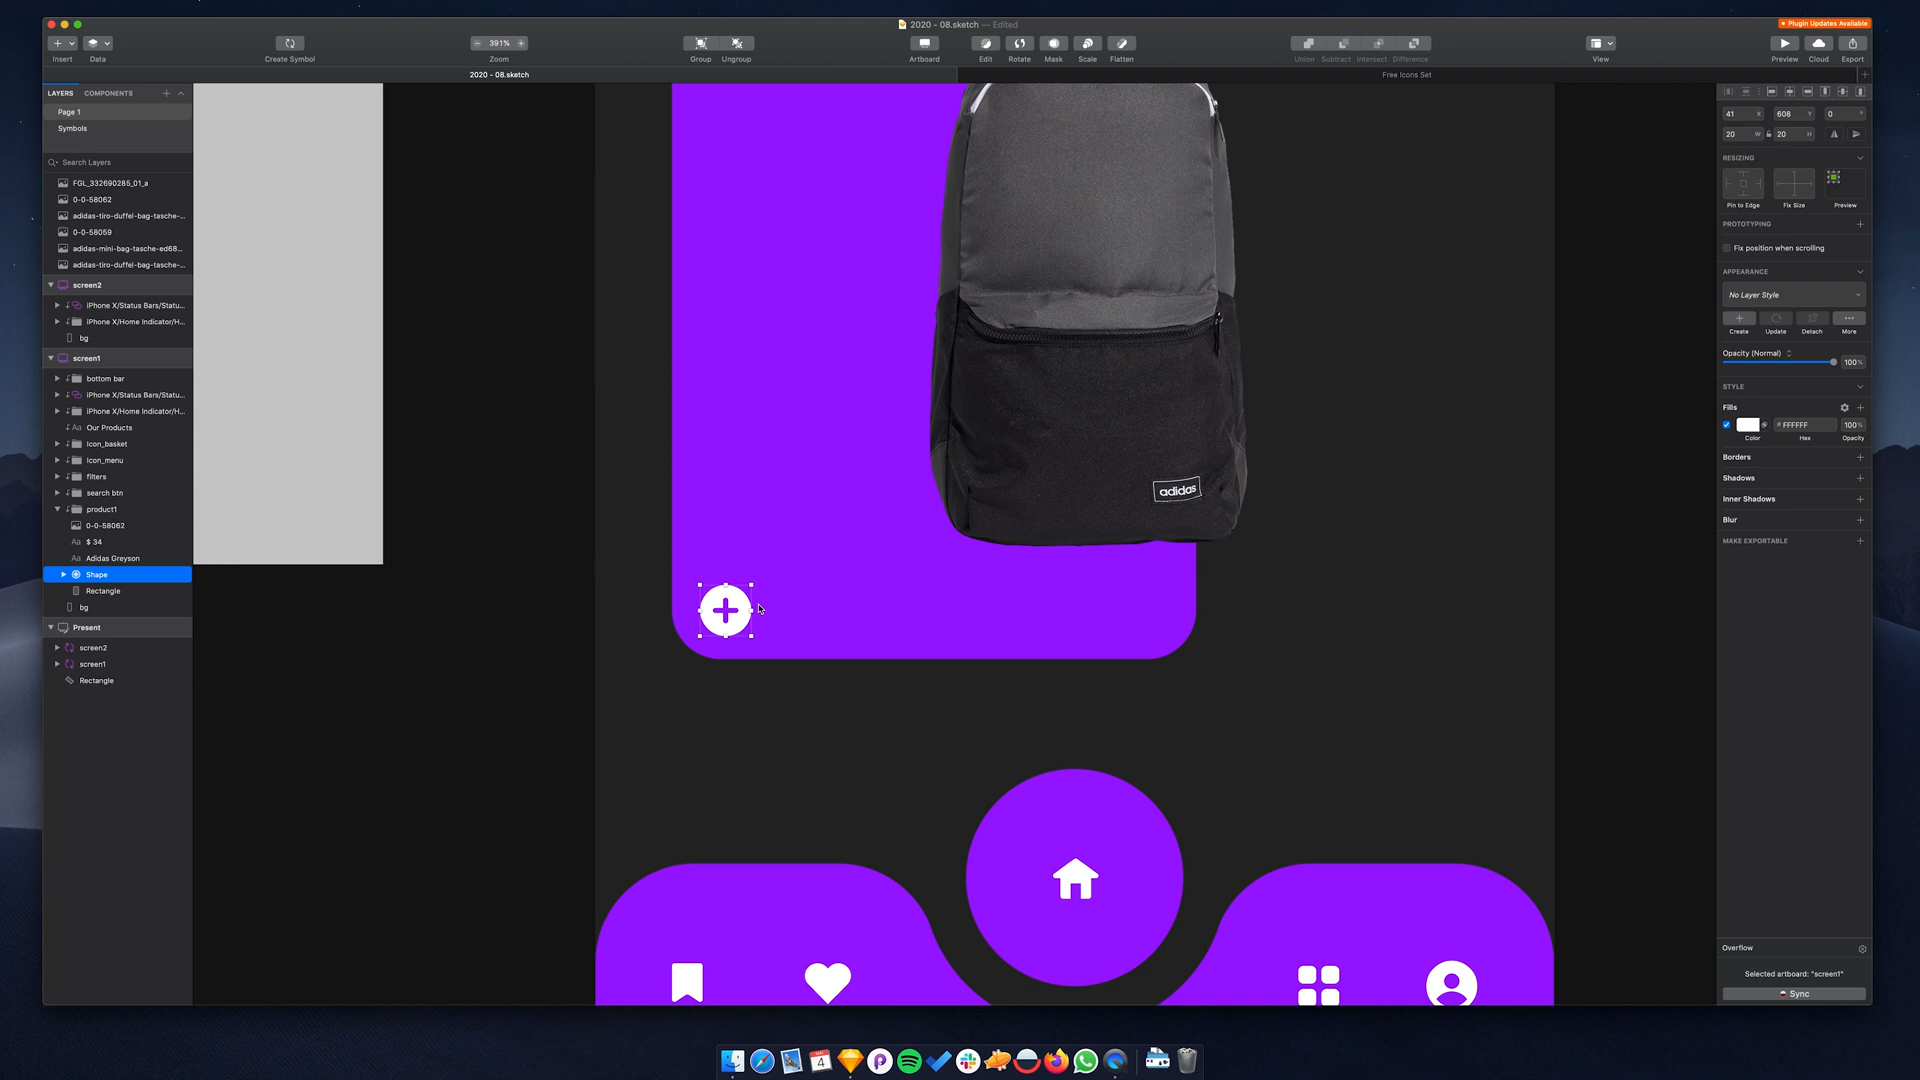 2020 - 08.sketch — Edited
Plugin Updates Available
391%
Insert
Data
Create Symbol
Zoom
Group
Ungroup
Artboard
Edit
Rotate
Mask
Scale
Flatten
Union
Subtract
Intersect
Difference
View
Preview
Cloud
Export
2020 - 08.sketch
Free Icons Set
LAYERS
COMPONENTS
Page 1
Symbols
Search Layers
FGL_332690285_01_a
0-0-58062
adidas-tiro-duffel-bag-tasche-...
0-0-58059
adidas-mini-bag-tasche-ed68...
adidas-tiro-duffel-bag-tasche-...
screen2
iPhone X/Status Bars/Statu...
iPhone X/Home Indicator/H...
bg
screen1
bottom bar
iPhone X/Status Bars/Statu...
iPhone X/Home Indicator/H...
Aa Our Products
Icon_basket
Icon_menu
filters
search btn
product1
0-0-58062
Aa $ 34
Aa Adidas Greyson
Shape
Rectangle
bg
Present
screen2
screen1
Rectangle
adidas
41 X 608 Y 0 °
20 W 20 H
RESIZING
Pin to Edge
Fix Size
Preview
PROTOTYPING
Fix position when scrolling
APPEARANCE
No Layer Style
Create
Update
Detach
More
Opacity (Normal)
100%
STYLE
Fills
# FFFFFF
100%
Color
Hex
Opacity
Borders
Shadows
Inner Shadows
Blur
MAKE EXPORTABLE
Overflow
Selected artboard: "screen1"
Sync
4